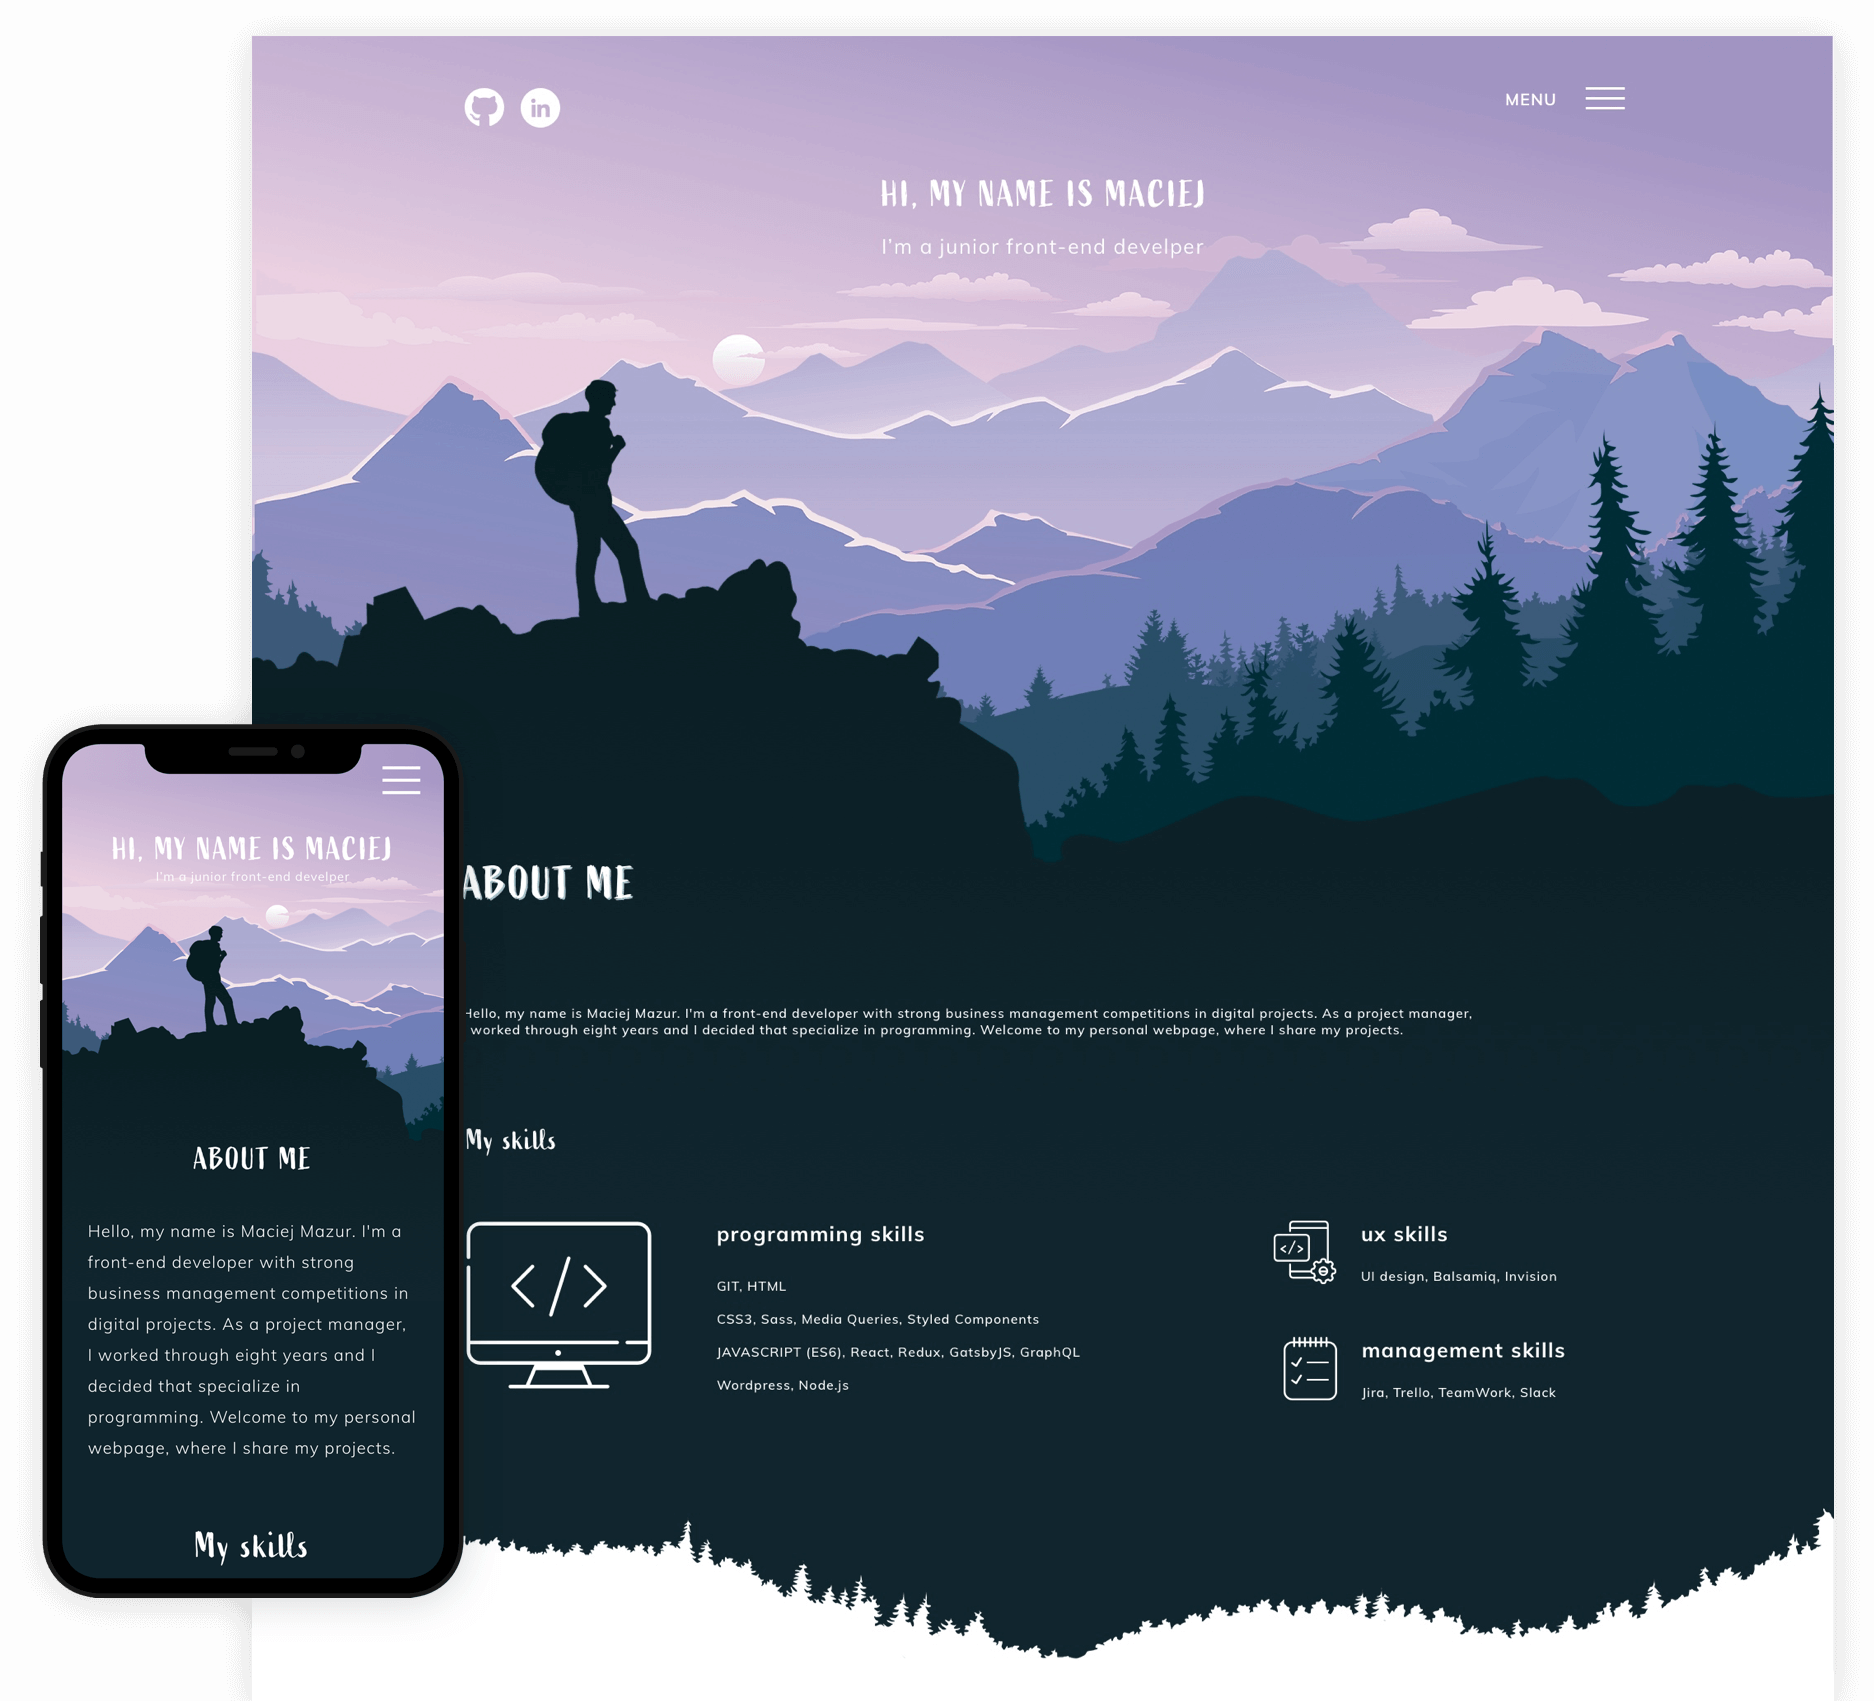 in
MENU
HI, MY NAME IS MACIEJ
I'm a junior front-end develper
ABOUT ME
Hello, my name is Maciej Mazur. I'm a front-end developer with strong business management competitions in digital projects. As a project manager,
worked through eight years and I decided that specialize in programming. Welcome to my personal webpage, where I share my projects.
My skills
programming skills
GIT, HTML
CSS3, Sass, Media Queries, Styled Components
JAVASCRIPT (ES6), React, Redux, GatsbyJS, GraphQL
Wordpress, Node.js
ux skills
UI design, Balsamiq, Invision
management skills
Jira, Trello, TeamWork, Slack
HI, MY NAME IS MACIEJ
I'm a junior front-end develper
ABOUT ME
Hello, my name is Maciej Mazur. I'm a
front-end developer with strong
business management competitions in
digital projects. As a project manager,
I worked through eight years and I
decided that specialize in
programming. Welcome to my personal
webpage, where I share my projects.
My skills